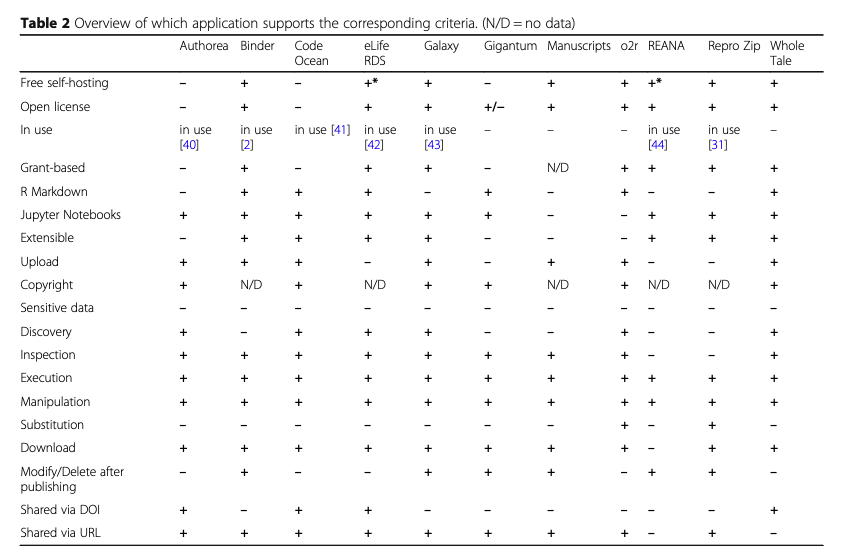 Table 2 Overview of which application supports the corresponding criteria. (N/D = no data)
Authorea Binder Code Ocean eLife RDS Galaxy Gigantum Manuscripts o2r REANA Repro Zip Whole Tale
Free self-hosting – + – +* + – + + +* + +
Open license – + – + + +/– + + + + +
In use in use [40] in use [2] in use [41] in use [42] in use [43] – – – in use [44] in use [31] –
Grant-based – + – + + – N/D + + + +
R Markdown – + + + – + – + – – +
Jupyter Notebooks + + + + + + – – + + +
Extensible – + + + + – – – + + +
Upload + + + – + – + + – – +
Copyright + N/D + N/D + + N/D + N/D N/D +
Sensitive data – – – – – – – – – – –
Discovery + – + + + – – + – – +
Inspection + + + + + + + + – – +
Execution + + + + + + + + + + +
Manipulation + + + + + + + + + + +
Substitution – – – – – – – + – + –
Download + + + + + + + + – + +
Modify/Delete after publishing – + – – + + + – + + –
Shared via DOI + – + + – – – – – – +
Shared via URL + + + + + + + + – + –